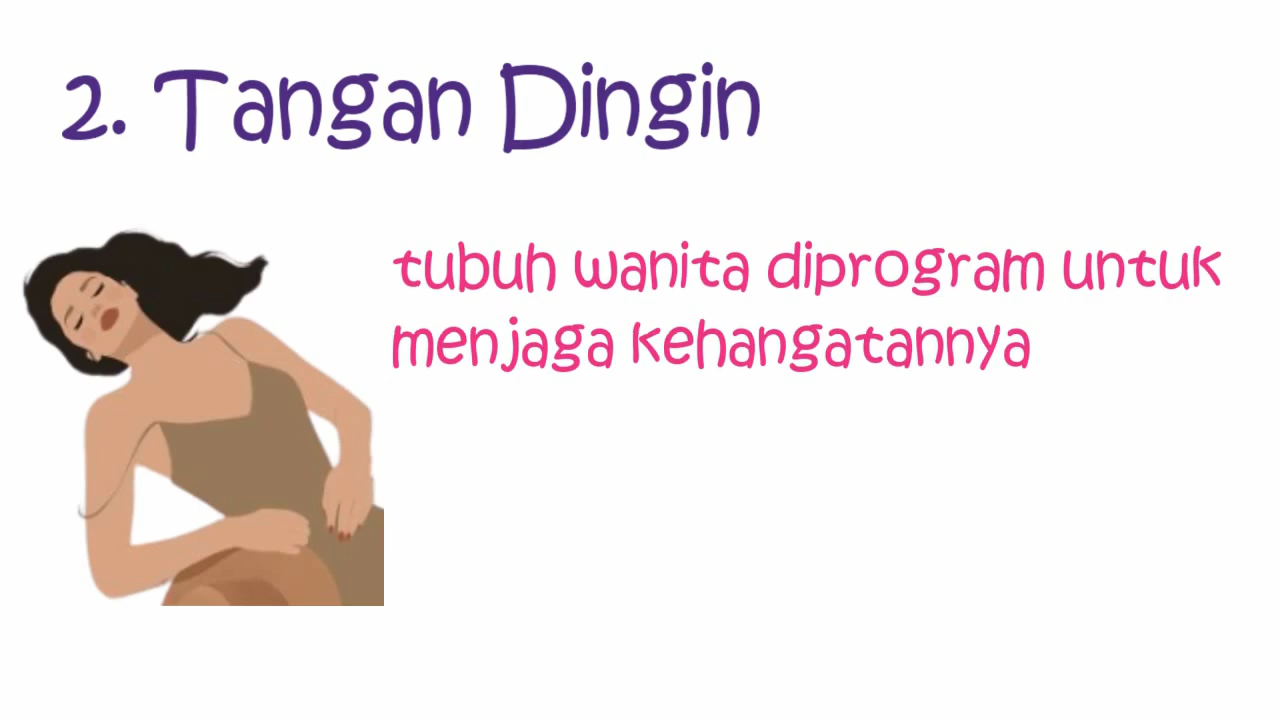 2. Tangan Dingin
tubuh wanita diprogram untuk
menjaga kehangatannya